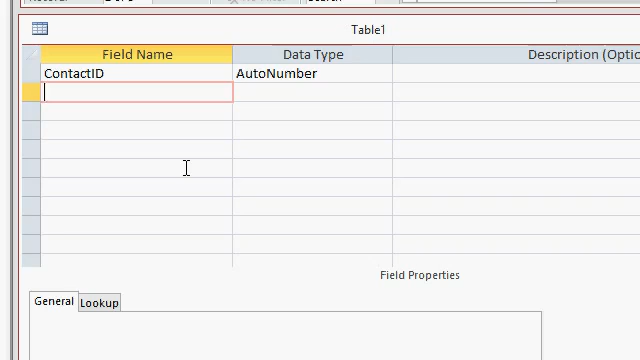 Table1
Field Name Data Type Description (Optio
ContactID AutoNumber
Field Properties
General Lookup